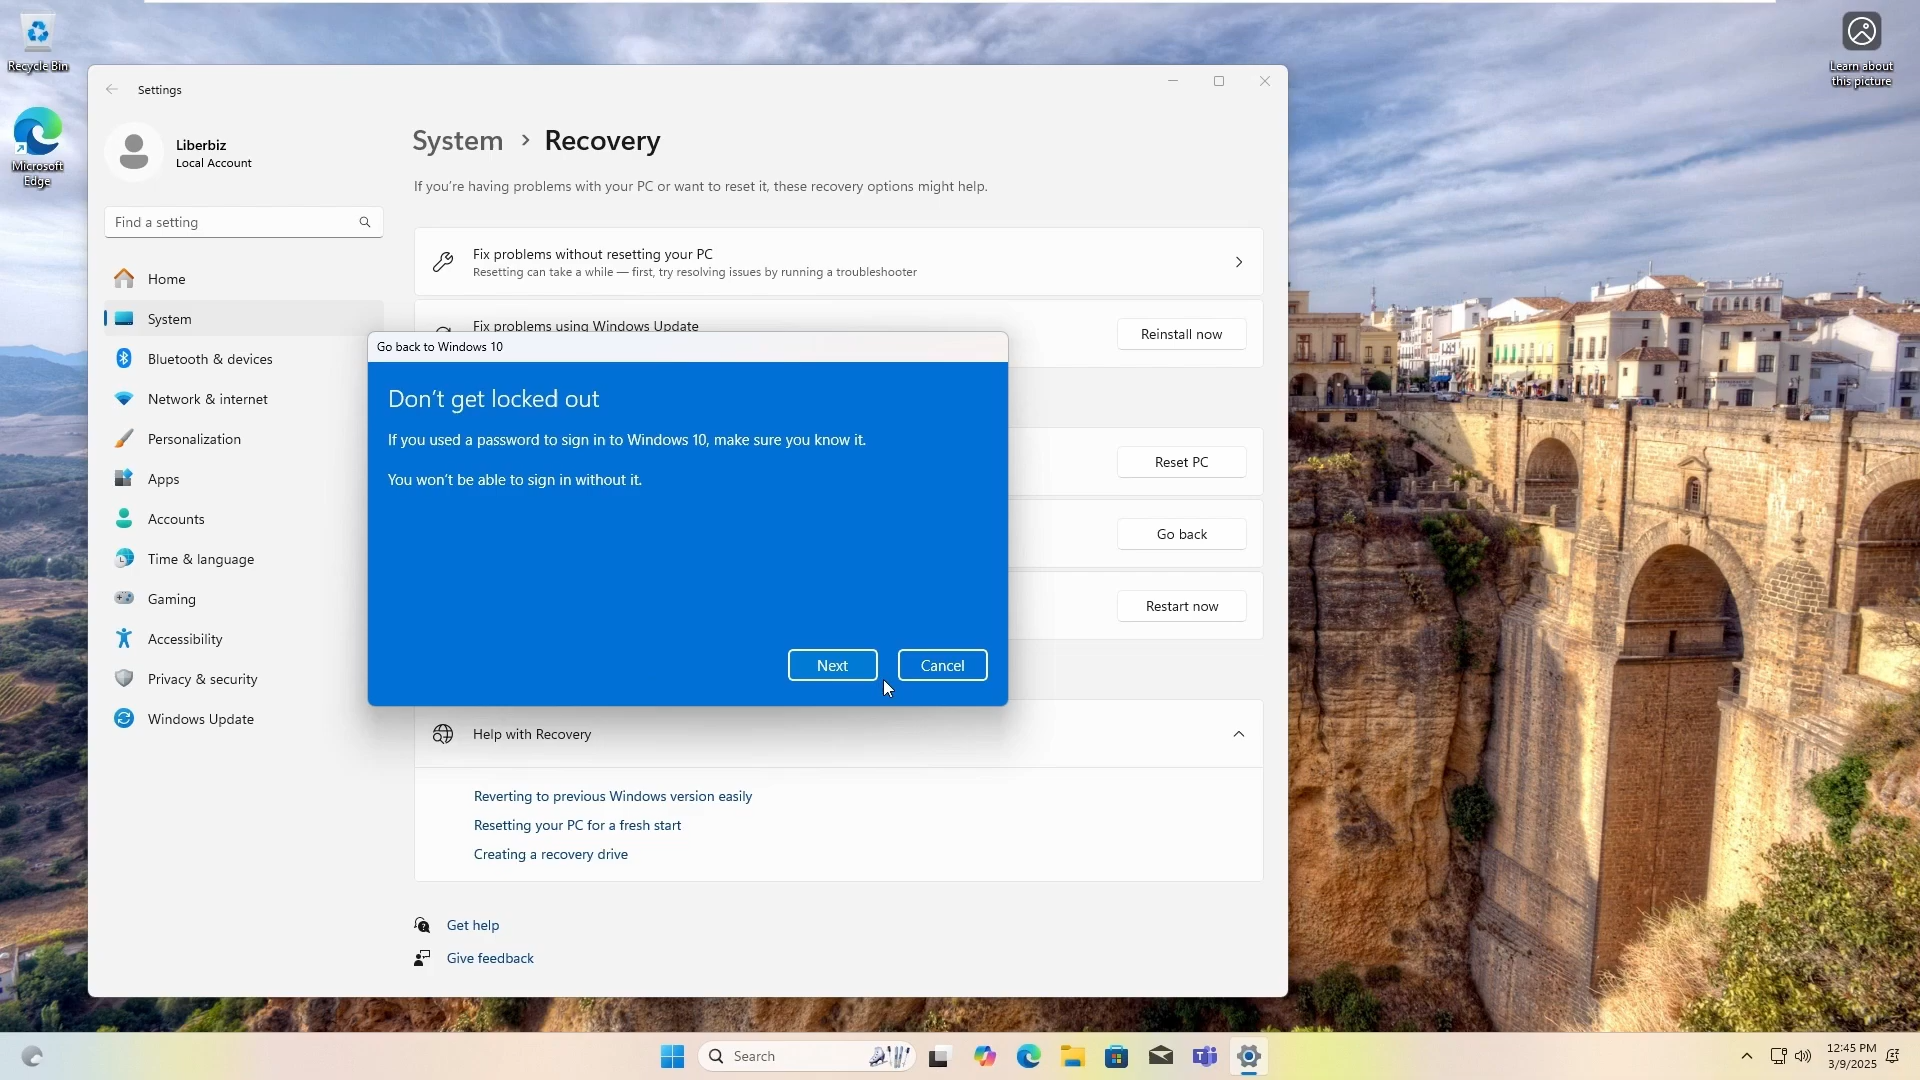 Recycle Bin
Microsoft
Edge
Learn about
this picture
Settings
Liberbiz
Local Account
Find a setting
Home
System
Bluetooth & devices
Network & internet
Personalization
Apps
Accounts
Time & language
Gaming
Accessibility
Privacy & security
Windows Update
System › Recovery
If you're having problems with your PC or want to reset it, these recovery options might help.
Fix problems without resetting your PC
Resetting can take a while — first, try resolving issues by running a troubleshooter
Fix problems using Windows Update
Reinstall now
Go back to Windows 10
Don't get locked out
If you used a password to sign in to Windows 10, make sure you know it.
You won't be able to sign in without it.
Next
Cancel
Reset PC
Go back
Restart now
Help with Recovery
Reverting to previous Windows version easily
Resetting your PC for a fresh start
Creating a recovery drive
Get help
Give feedback
Search
12:45 PM
3/9/2025